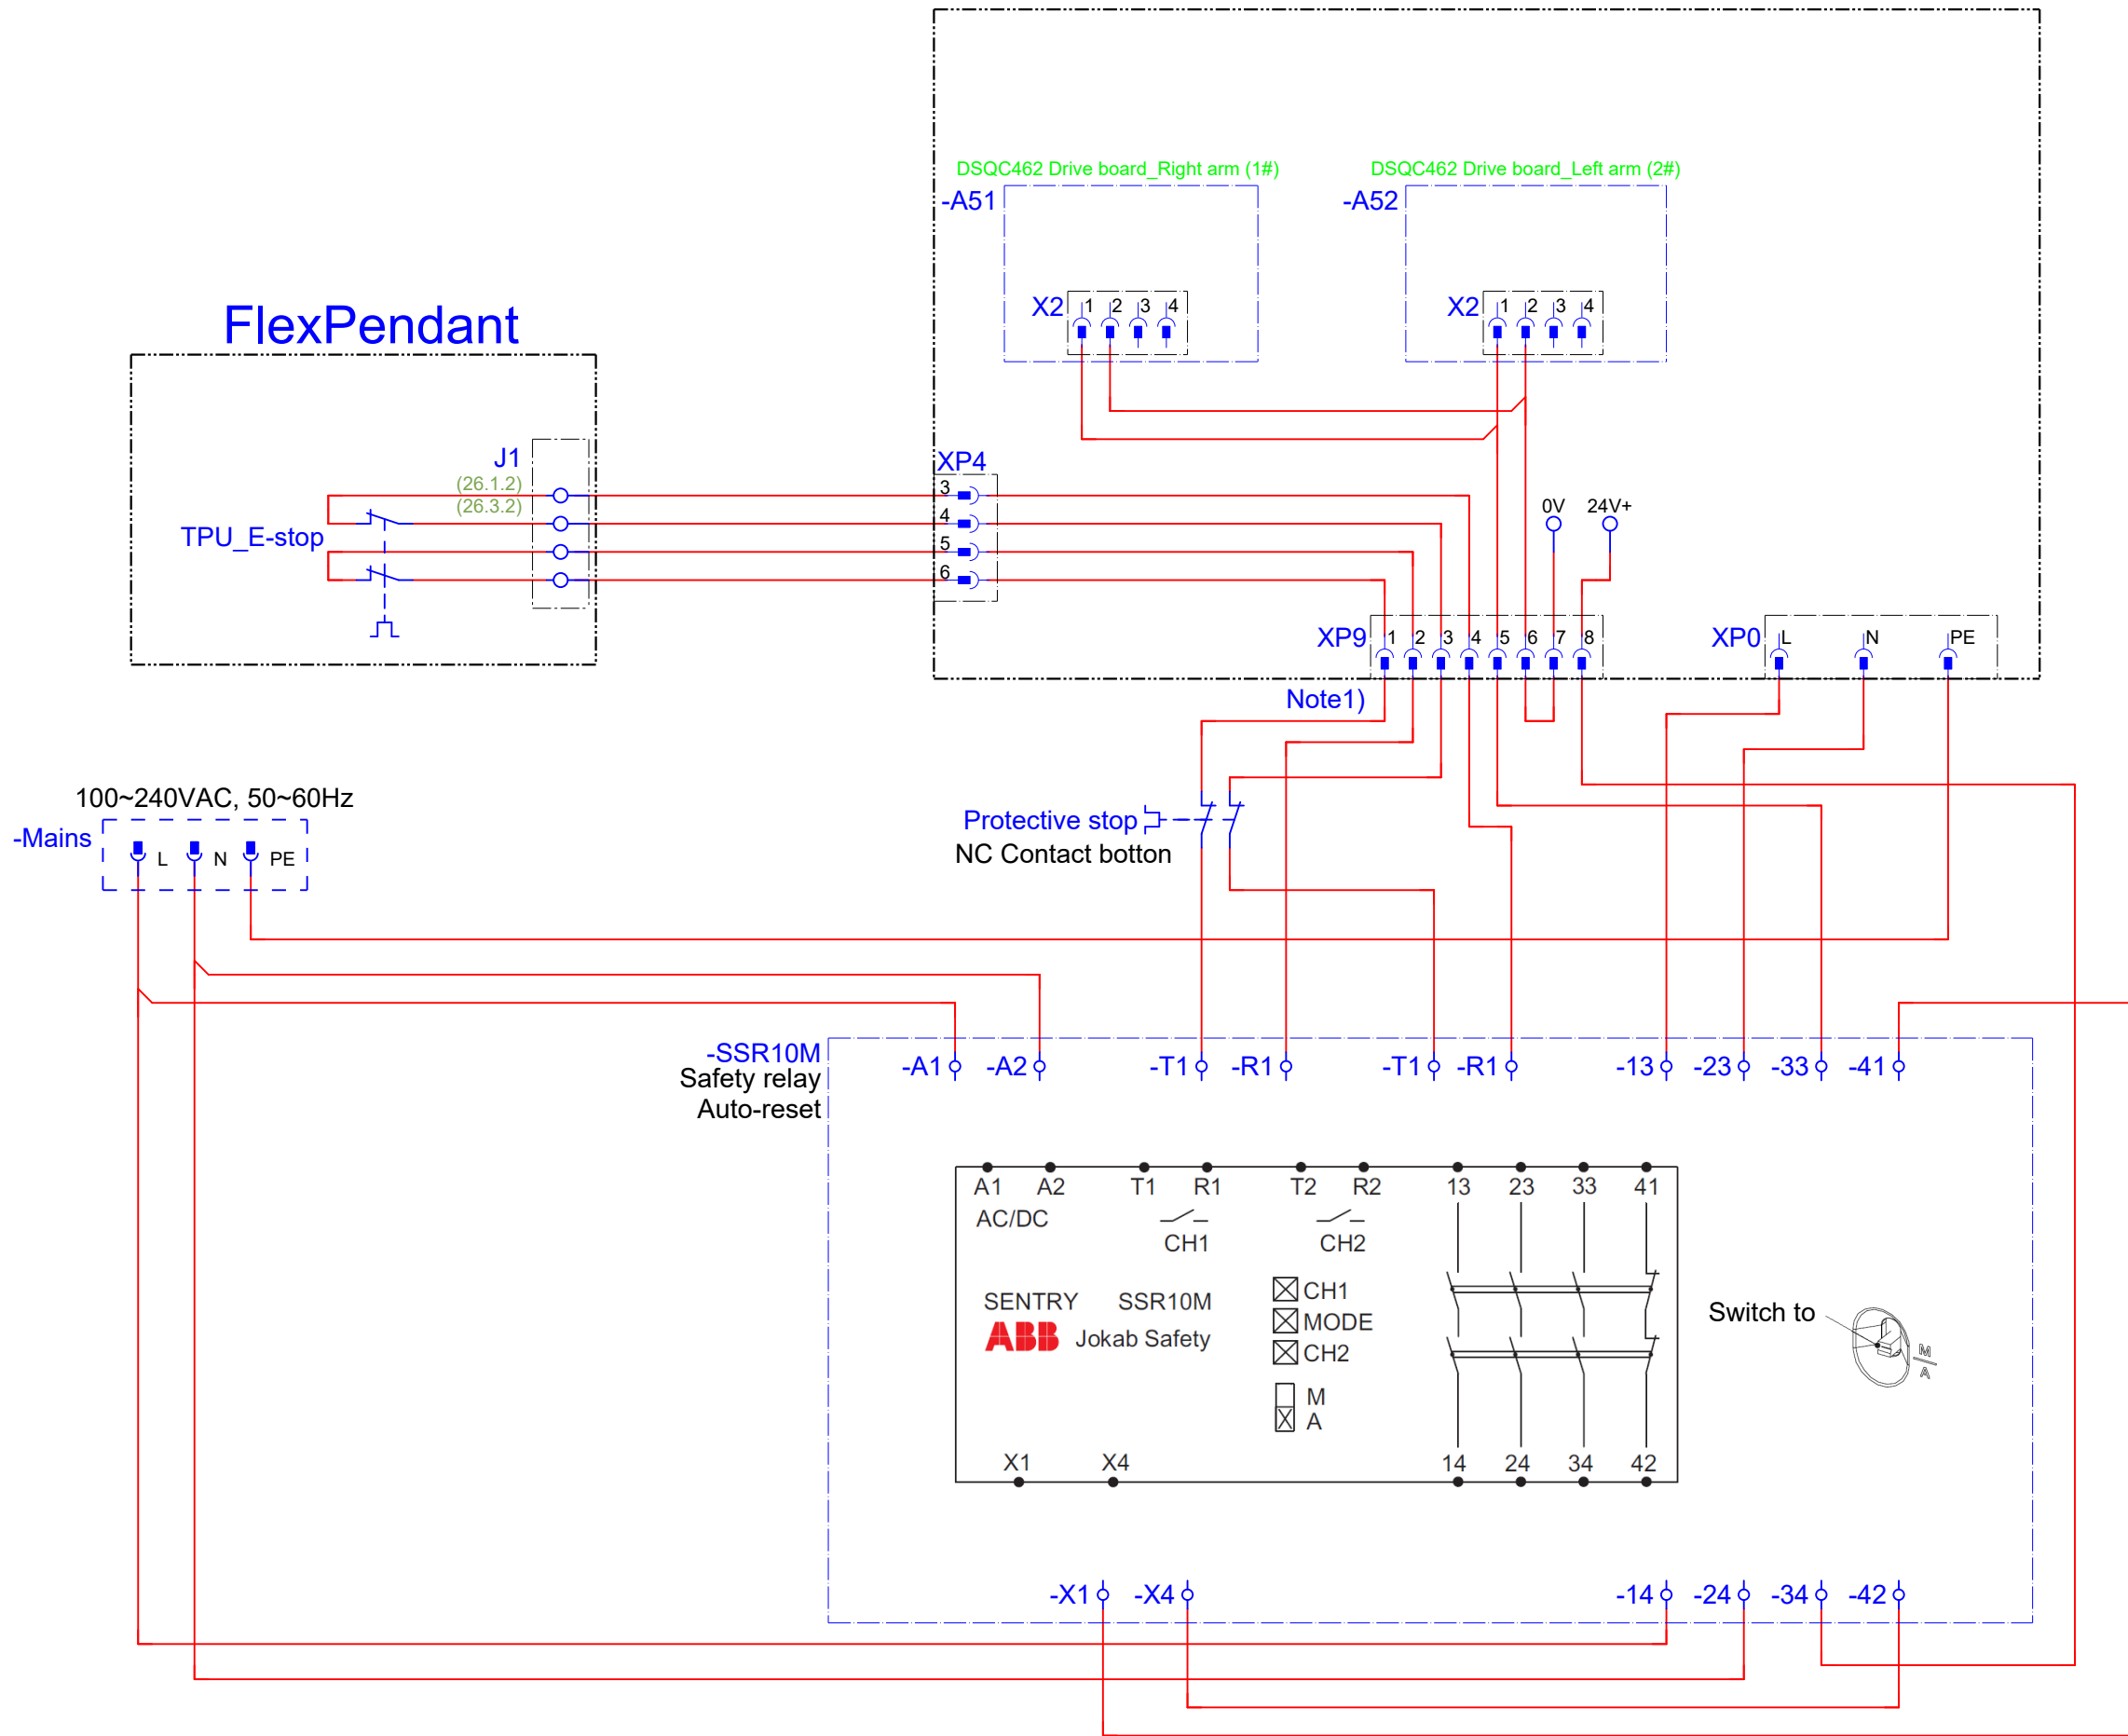 DSQC462 Drive board_Right arm (1#)
DSQC462 Drive board_Left arm (2#)
-A51
-A52
X2
1 2 3 4
X2
1 2 3 4
FlexPendant
J1
(26.1.2)
(26.3.2)
TPU_E-stop
XP4
3
4
5
6
0V
24V+
XP9
1 2 3 4 5 6 7 8
XP0
L
N
PE
Note1)
100~240VAC, 50~60Hz
-Mains
L
N
PE
Protective stop
NC Contact botton
-SSR10M
Safety relay
Auto-reset
-A1 -A2 -T1 -R1 -T1 -R1 -13 -23 -33 -41
A1 A2 T1 R1 T2 R2 13 23 33 41
AC/DC
CH1
CH2
SENTRY SSR10M
ABB Jokab Safety
CH1
MODE
CH2
M
A
Switch to
M
A
X1 X4 14 24 34 42
-X1 -X4 -14 -24 -34 -42